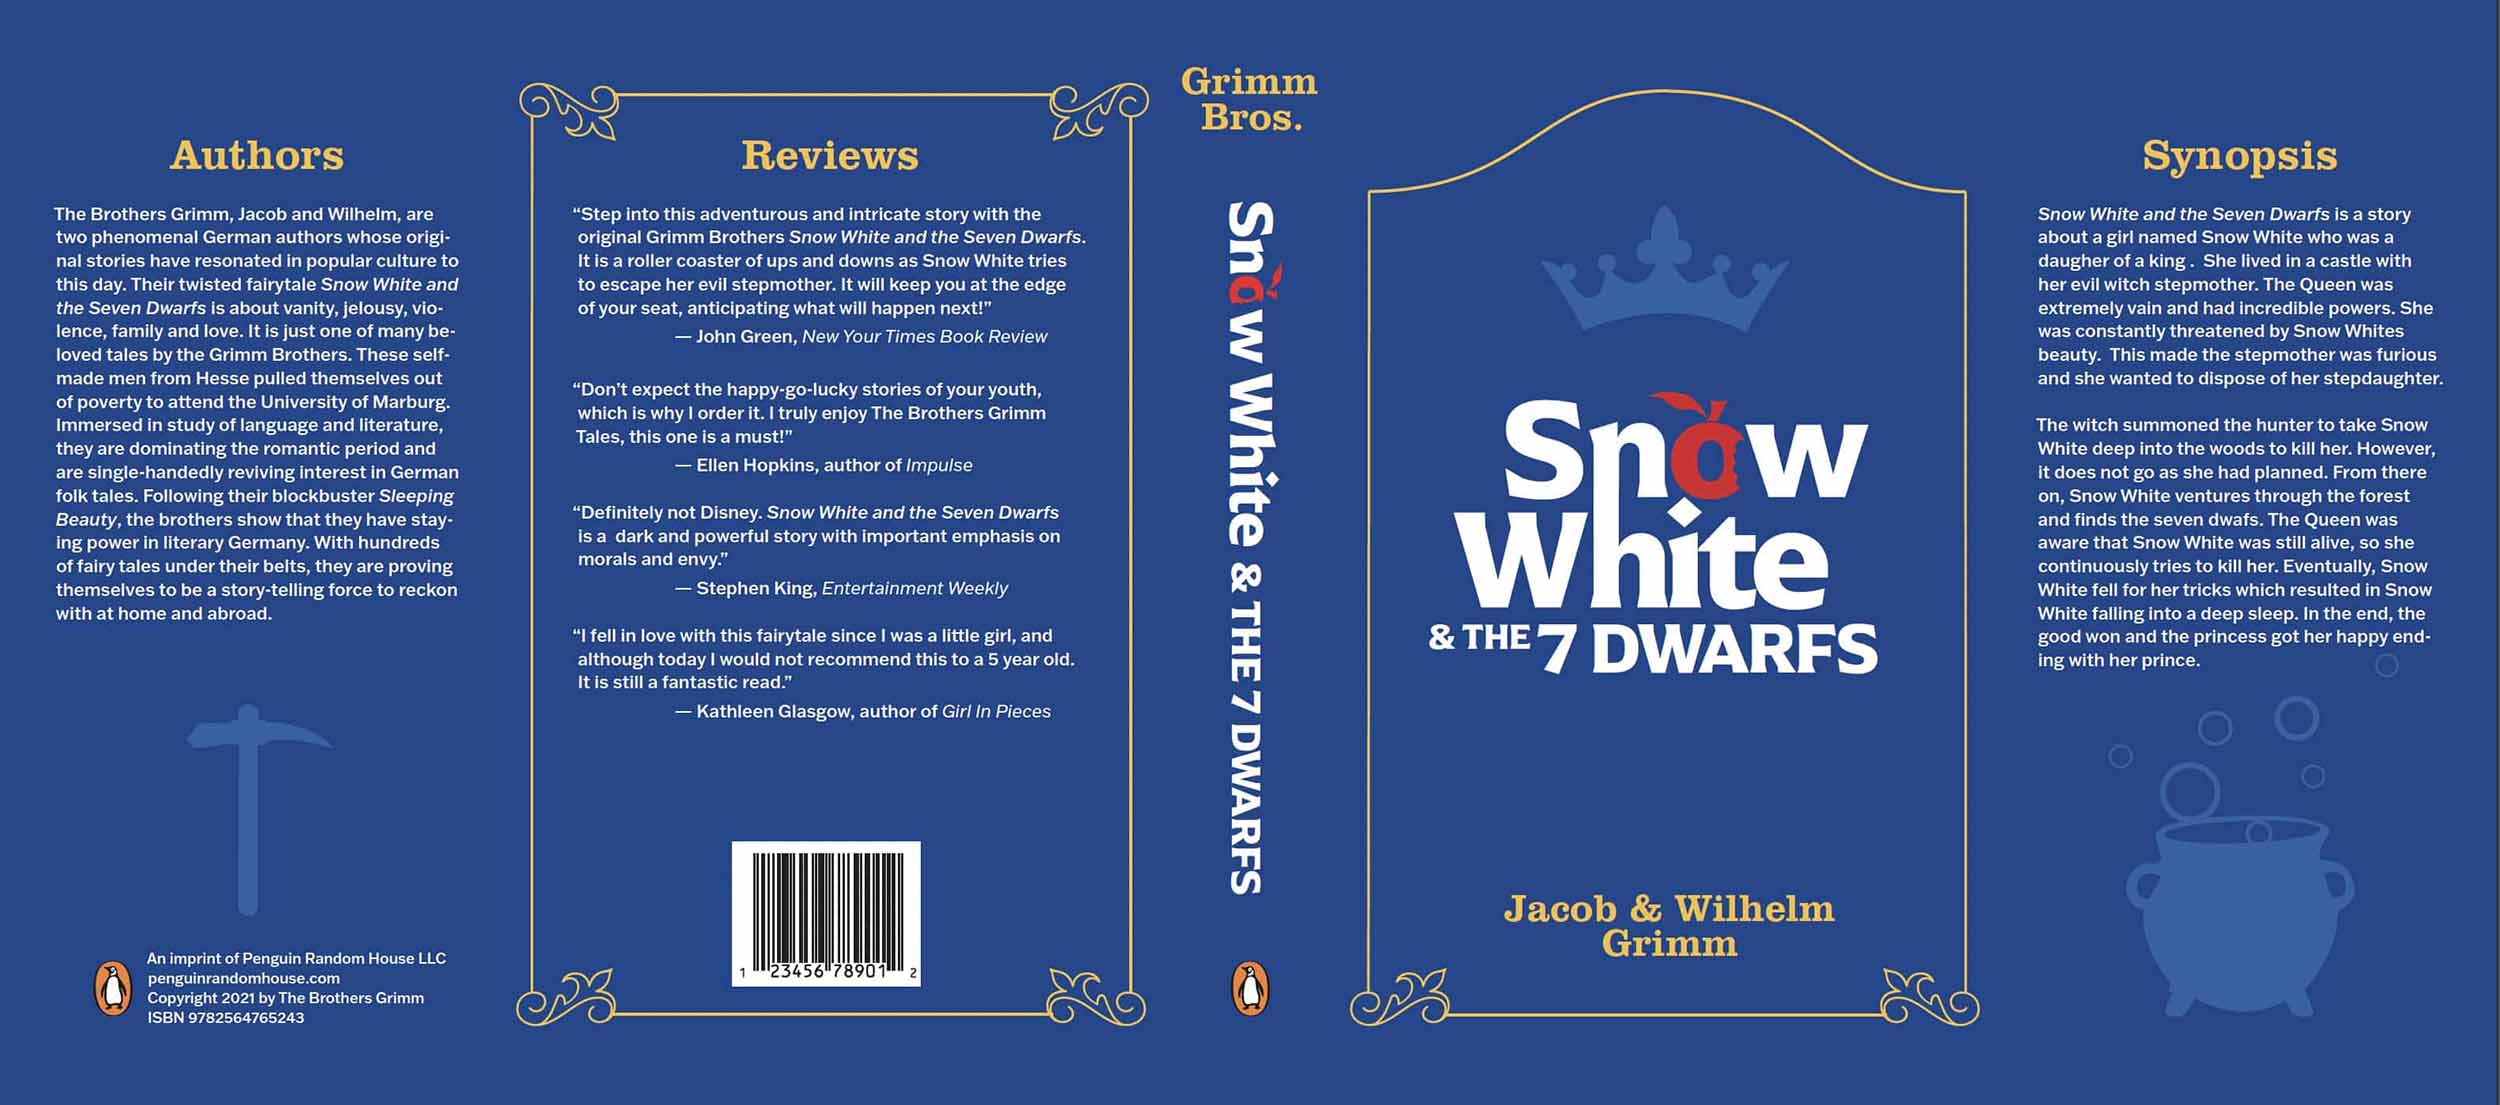 Authors
The Brothers Grimm, Jacob and Wilhelm, are
two phenomenal German authors whose origi-
nal stories have resonated in popular culture to
this day. Their twisted fairytale Snow White and
the Seven Dwarfs is about vanity, jelousy, vio-
lence, family and love. It is just one of many be-
loved tales by the Grimm Brothers. These self-
made men from Hesse pulled themselves out
of poverty to attend the University of Marburg.
Immersed in study of language and literature,
they are dominating the romantic period and
are single-handedly reviving interest in German
folk tales. Following their blockbuster Sleeping
Beauty, the brothers show that they have stay-
ing power in literary Germany. With hundreds
of fairy tales under their belts, they are proving
themselves to be a story-telling force to reckon
with at home and abroad.
An imprint of Penguin Random House LLC
penguinrandomhouse.com
Copyright 2021 by The Brothers Grimm
ISBN 9782564765243
Reviews
“Step into this adventurous and intricate story with the
original Grimm Brothers Snow White and the Seven Dwarfs.
It is a roller coaster of ups and downs as Snow White tries
to escape her evil stepmother. It will keep you at the edge
of your seat, anticipating what will happen next!”
— John Green, New Your Times Book Review
“Don’t expect the happy-go-lucky stories of your youth,
which is why I order it. I truly enjoy The Brothers Grimm
Tales, this one is a must!”
— Ellen Hopkins, author of Impulse
“Definitely not Disney. Snow White and the Seven Dwarfs
is a dark and powerful story with important emphasis on
morals and envy.”
— Stephen King, Entertainment Weekly
“I fell in love with this fairytale since I was a little girl, and
although today I would not recommend this to a 5 year old.
It is still a fantastic read.”
— Kathleen Glasgow, author of Girl In Pieces
1 23456 78901 2
Grimm
Bros.
Snow White & THE 7 DWARFS
Snow
White
& THE 7 DWARFS
Jacob & Wilhelm
Grimm
Synopsis
Snow White and the Seven Dwarfs is a story
about a girl named Snow White who was a
daugher of a king . She lived in a castle with
her evil witch stepmother. The Queen was
extremely vain and had incredible powers. She
was constantly threatened by Snow Whites
beauty. This made the stepmother was furious
and she wanted to dispose of her stepdaughter.
The witch summoned the hunter to take Snow
White deep into the woods to kill her. However,
it does not go as she had planned. From there
on, Snow White ventures through the forest
and finds the seven dwafs. The Queen was
aware that Snow White was still alive, so she
continuously tries to kill her. Eventually, Snow
White fell for her tricks which resulted in Snow
White falling into a deep sleep. In the end, the
good won and the princess got her happy end-
ing with her prince.